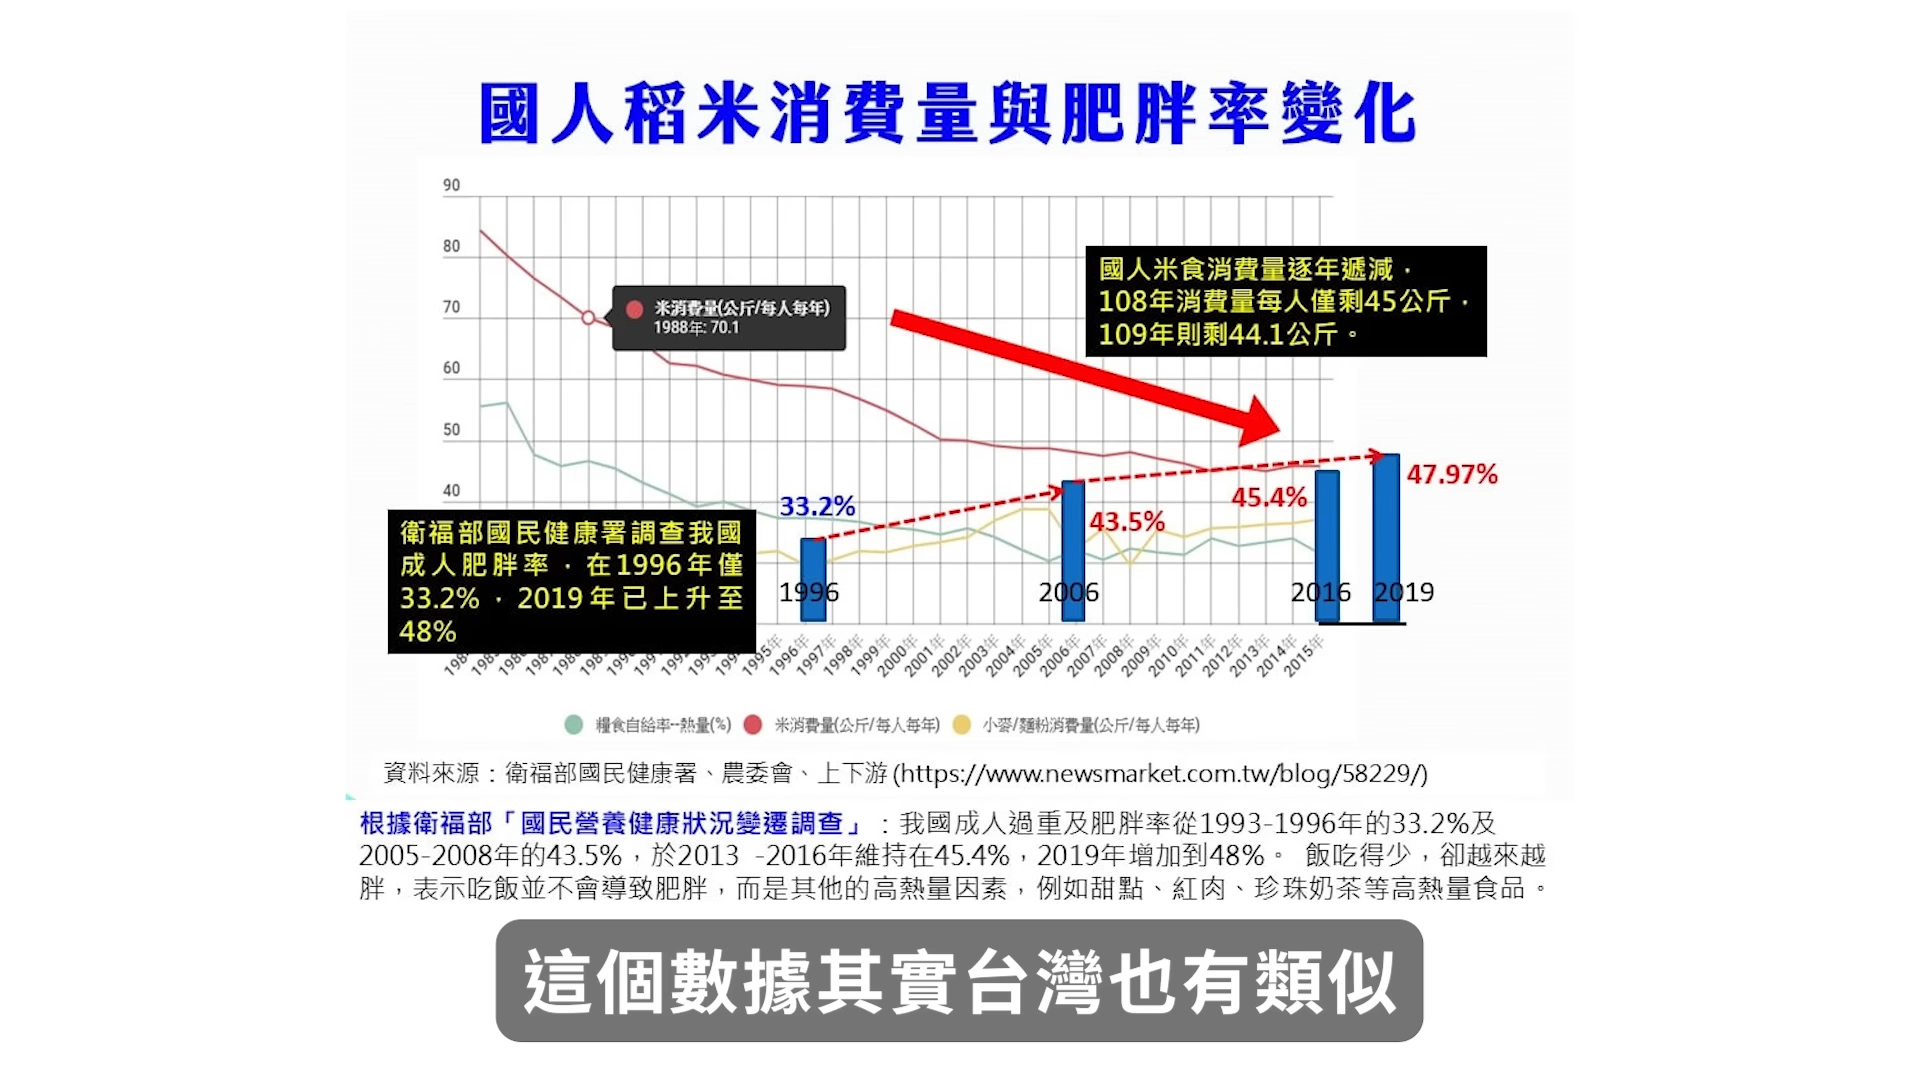 國人稻米消費量與肥胖率變化
90
80
70
60
50
40
米消費量(公斤/每人每年)
1988年: 70.1
國人米食消費量逐年遞減，
108年消費量每人僅剩45公斤，
109年則剩44.1公斤。
衛福部國民健康署調查我國
成人肥胖率，在1996年僅
33.2%，2019年已上升至
48%
33.2%
43.5%
45.4%
47.97%
1996
2006
2016
2019
1995年
1996年
1997年
1998年
1999年
2000年
2001年
2002年
2003年
2004年
2005年
2006年
2007年
2008年
2009年
2010年
2011年
2012年
2013年
2014年
2015年
糧食自給率--熱量(%)
米消費量(公斤/每人每年)
小麥/麵粉消費量(公斤/每人每年)
資料來源：衛福部國民健康署、農委會、上下游 (https://www.newsmarket.com.tw/blog/58229/)
根據衛福部「國民營養健康狀況變遷調查」：我國成人過重及肥胖率從1993-1996年的33.2%及
2005-2008年的43.5%，於2013 -2016年維持在45.4%，2019年增加到48%。 飯吃得少，卻越來越
胖，表示吃飯並不會導致肥胖，而是其他的高熱量因素，例如甜點、紅肉、珍珠奶茶等高熱量食品。
這個數據其實台灣也有類似